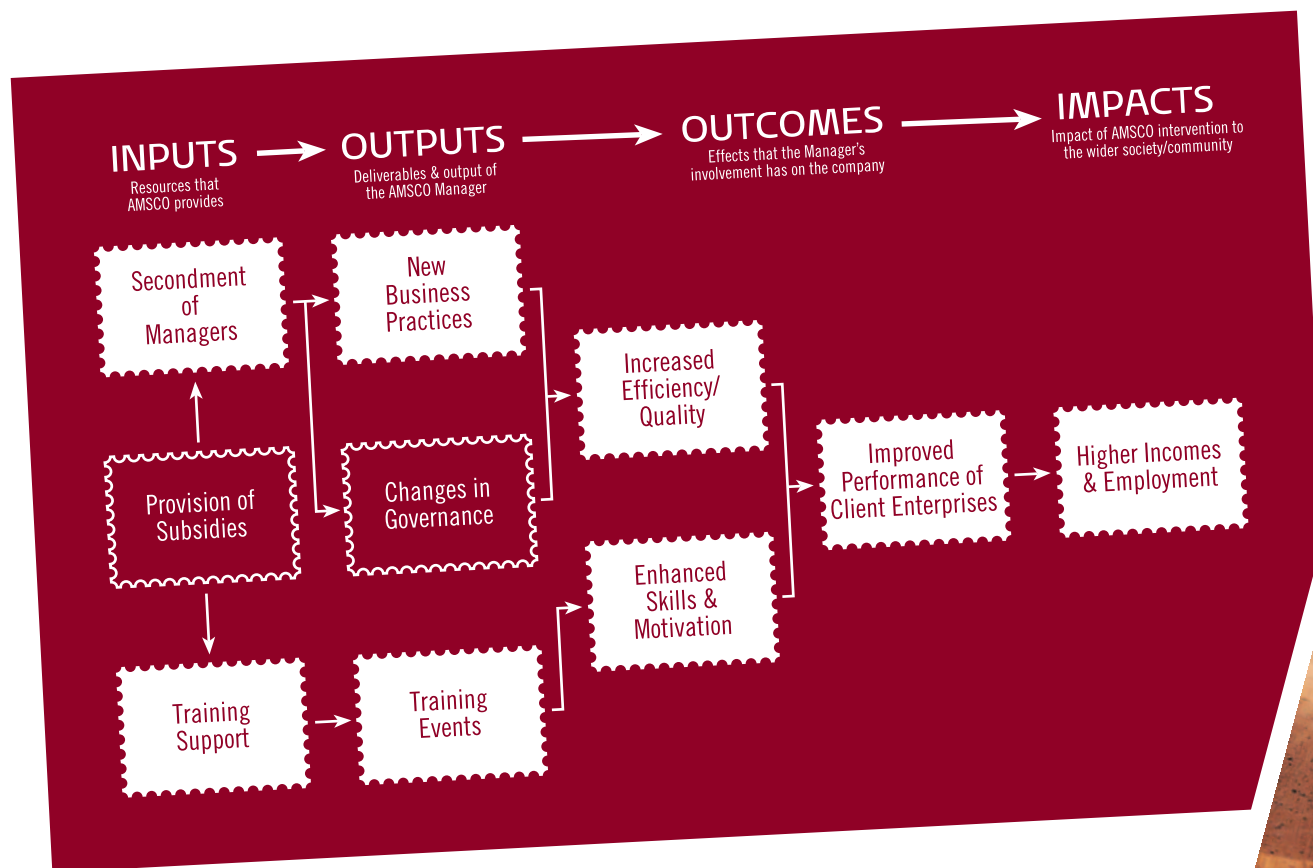 INPUTS
Resources that
AMSCO provides
OUTPUTS
Deliverables & output of
the AMSCO Manager
OUTCOMES
Effects that the Manager's
involvement has on the company
IMPACTS
Impact of AMSCO intervention to
the wider society/community
Secondment
of
Managers
New
Business
Practices
Increased
Efficiency/
Quality
Provision of
Subsidies
Changes in
Governance
Improved
Performance of
Client Enterprises
Higher Incomes
& Employment
Enhanced
Skills &
Motivation
Training
Support
Training
Events